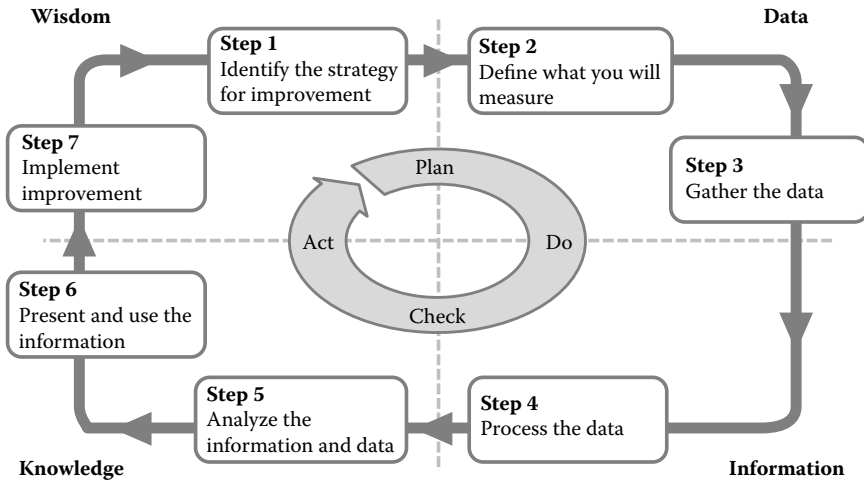 Wisdom
Data
Step 1
Identify the strategy
for improvement
Step 2
Define what you will
measure
Step 3
Gather the data
Step 4
Process the data
Step 5
Analyze the
information and data
Step 6
Present and use the
information
Step 7
Implement
improvement
Plan
Do
Check
Act
Knowledge
Information